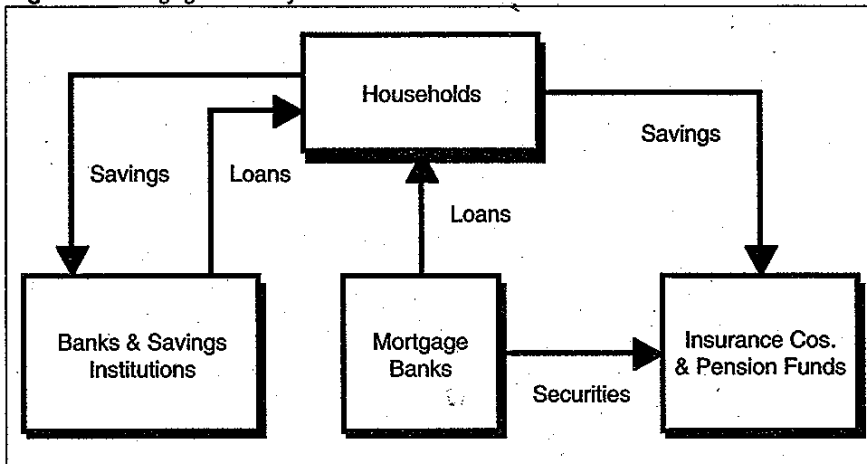 Households
Savings
Savings
Loans
Loans
Banks & Savings
Institutions
Mortgage
Banks
Insurance Cos.
& Pension Funds
Securities